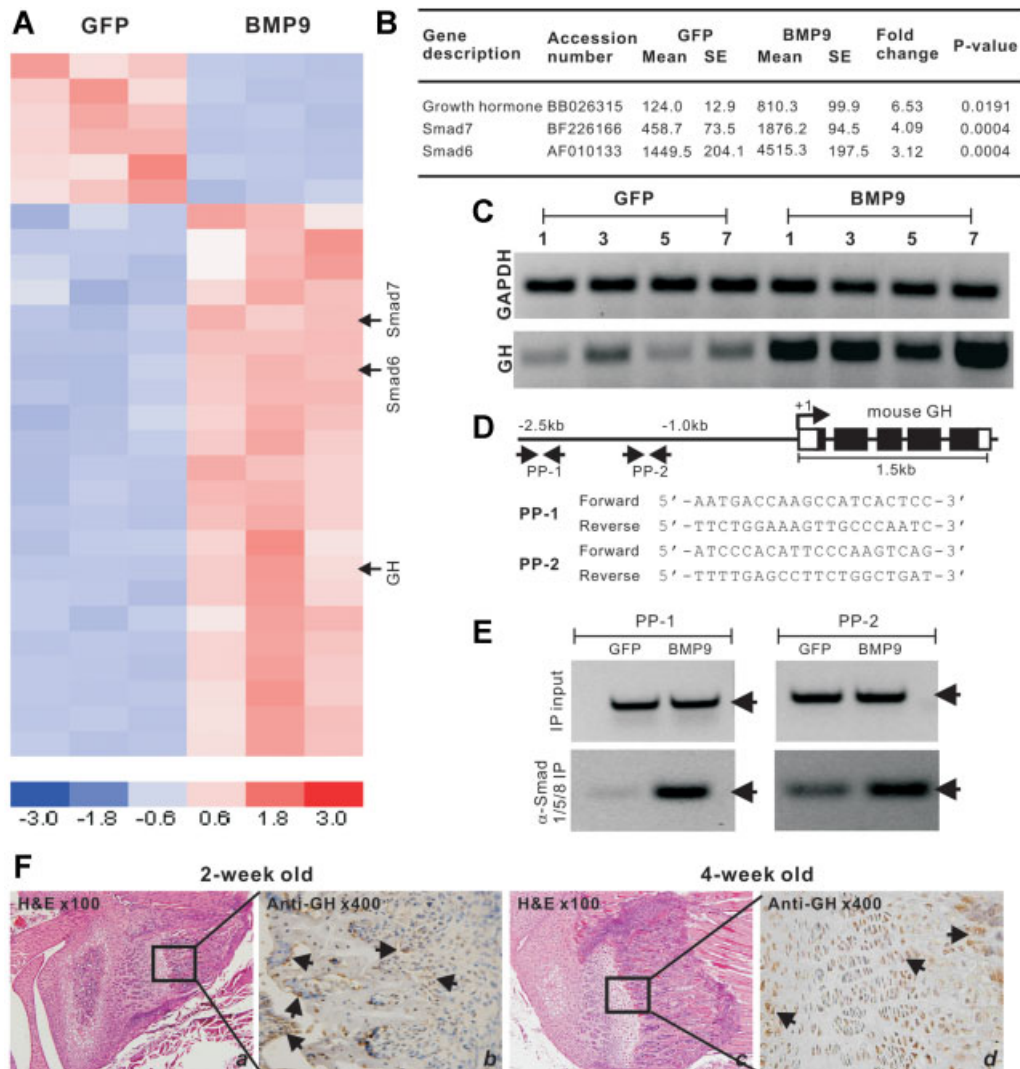 A
GFP
BMP9
Smad7
Smad6
GH
-3.0 -1.8 -0.6 0.6 1.8 3.0
B
Gene description Accession number GFP Mean SE BMP9 Mean SE Fold change P-value
Growth hormone BB026315 124.0 12.9 810.3 99.9 6.53 0.0191
Smad7 BF226166 458.7 73.5 1876.2 94.5 4.09 0.0004
Smad6 AF010133 1449.5 204.1 4515.3 197.5 3.12 0.0004
C
GFP BMP9
1 3 5 7 1 3 5 7
GAPDH
GH
D
-2.5kb -1.0kb +1 mouse GH
PP-1 PP-2 1.5kb
PP-1 Forward 5′-AATGACCAAGCCATCACTCC-3′
Reverse 5′-TTCTGGAAAGTTGCCCAATC-3′
PP-2 Forward 5′-ATCCCACATTCCCAAGTCAG-3′
Reverse 5′-TTTTGAGCCTTCTGGCTGAT-3′
E
PP-1 PP-2
GFP BMP9 GFP BMP9
IP input
α-Smad 1/5/8 IP
F
2-week old 4-week old
H&E x100 Anti-GH x400 H&E x100 Anti-GH x400
a b c d